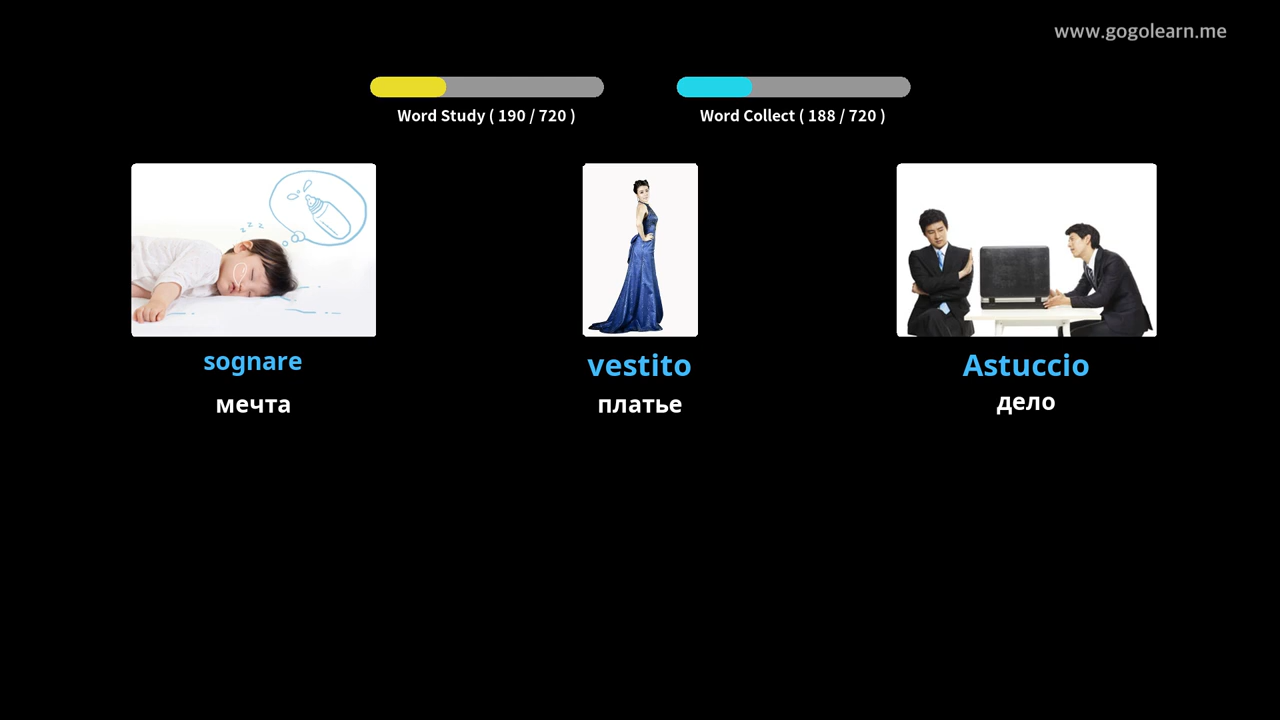 www.gogolearn.me
Word Study ( 190 / 720 )
Word Collect ( 188 / 720 )
z z z
sognare
vestito
Astuccio
мечта
платье
дело